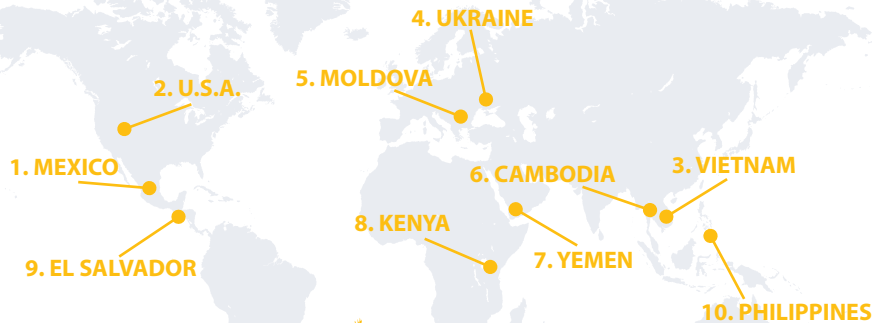 4. UKRAINE
5. MOLDOVA
2. U.S.A.
1. MEXICO
6. CAMBODIA
3. VIETNAM
8. KENYA
7. YEMEN
9. EL SALVADOR
10. PHILIPPINES